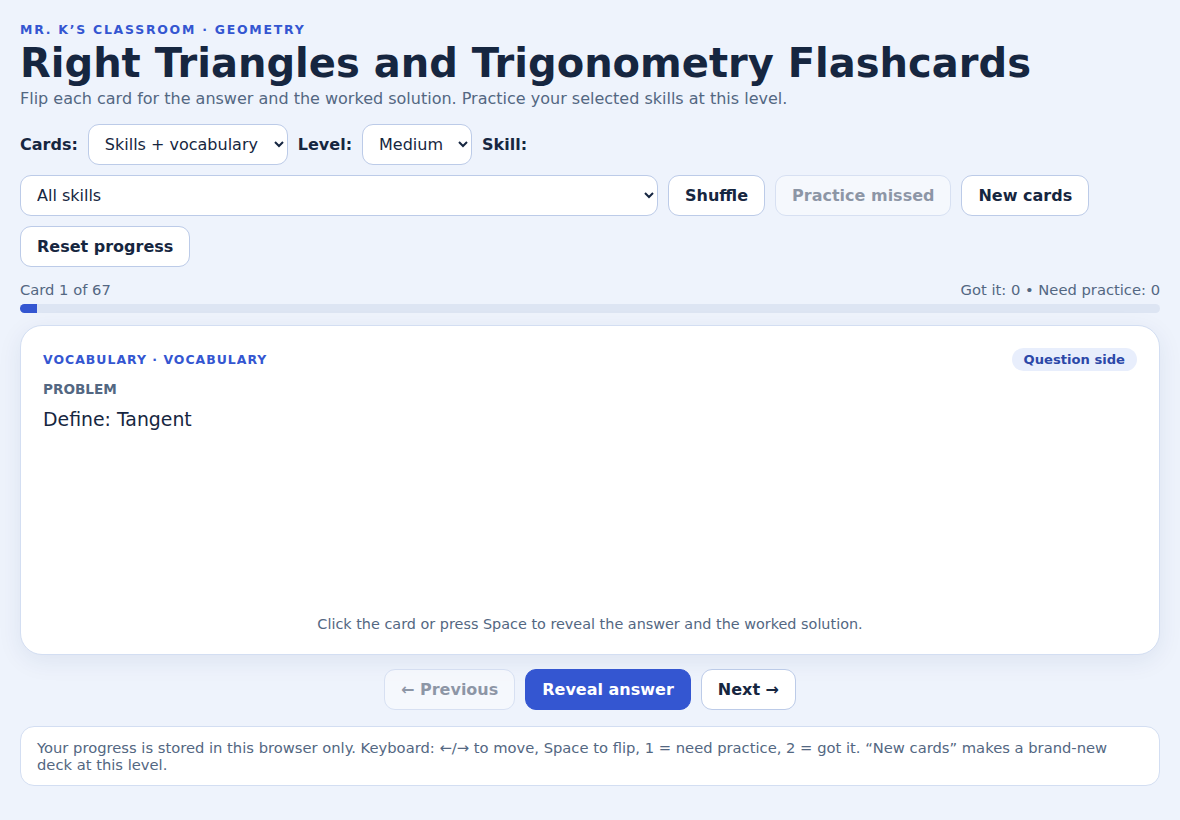 MR. K’S CLASSROOM · GEOMETRY
Right Triangles and Trigonometry Flashcards
Flip each card for the answer and the worked solution. Practice your selected skills at this level.
Cards: Skills + vocabulary Level: Medium Skill:
All skills Shuffle Practice missed New cards
Reset progress
Card 1 of 67 Got it: 0 • Need practice: 0
VOCABULARY · VOCABULARY Question side
PROBLEM
Define: Tangent
Click the card or press Space to reveal the answer and the worked solution.
← Previous Reveal answer Next →
Your progress is stored in this browser only. Keyboard: ←/→ to move, Space to flip, 1 = need practice, 2 = got it. “New cards” makes a brand-new
deck at this level.